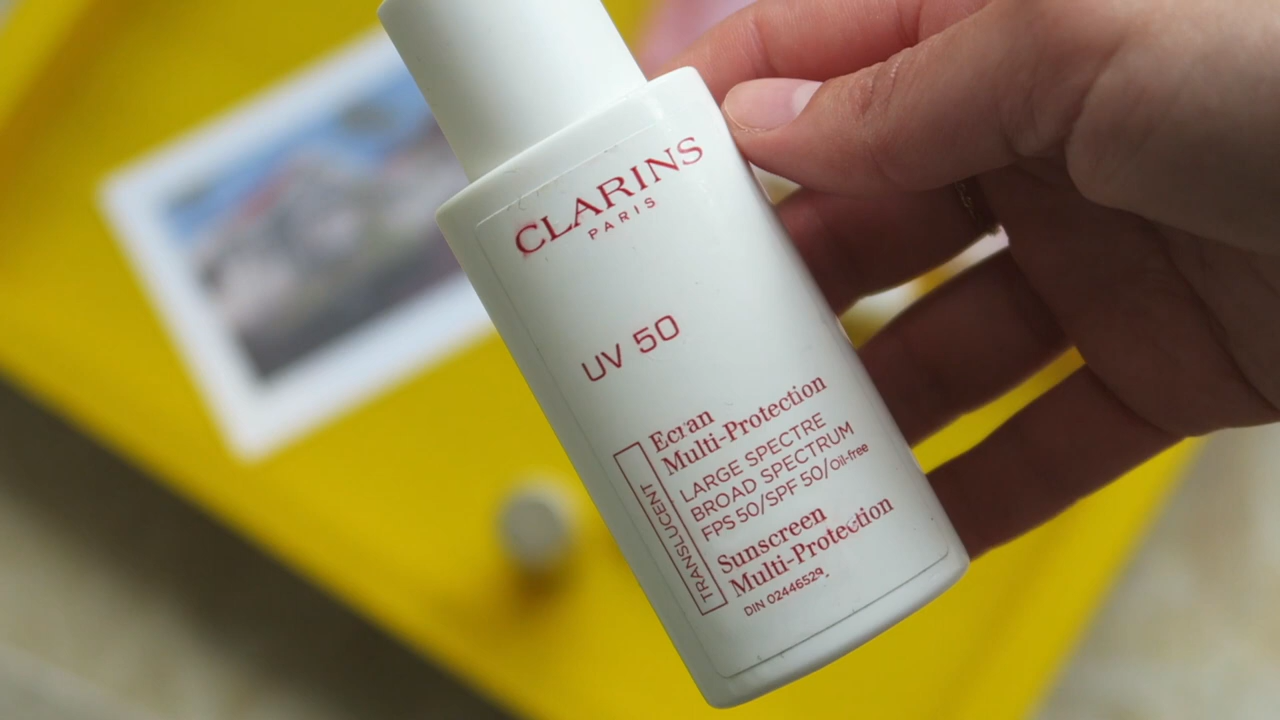 CLARINS
PARIS
UV 50
TRANSLUCENT
Ecran
Multi-Protection
LARGE SPECTRE
BROAD SPECTRUM
FPS 50/SPF 50/Oil-free
Sunscreen
Multi-Protection
DIN 02446529